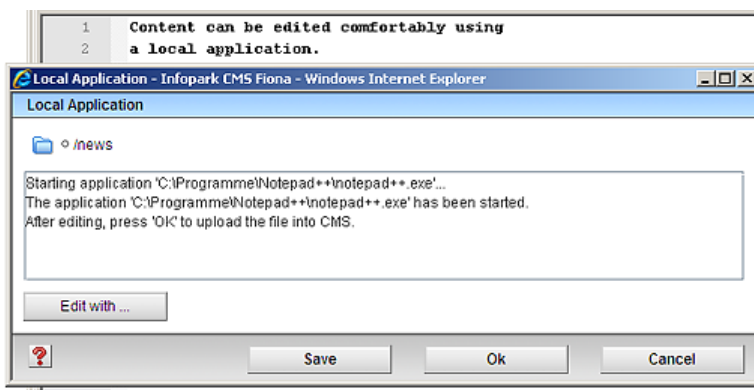 1 Content can be edited comfortably using
2 a local application.
Local Application - Infopark CMS Fiona - Windows Internet Explorer
Local Application
/news
Starting application 'C:\Programme\Notepad++\notepad++.exe'...
The application 'C:\Programme\Notepad++\notepad++.exe' has been started.
After editing, press 'OK' to upload the file into CMS.
Edit with ...
? Save Ok Cancel